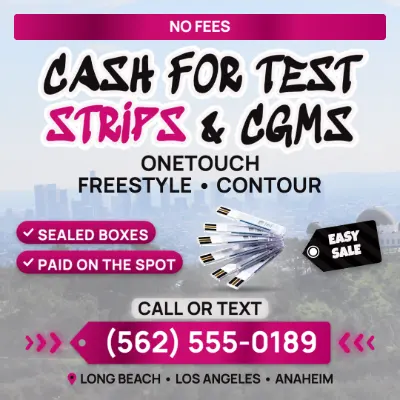 NO FEES
CASH FOR TEST
STRIPS & CGMS
ONETOUCH
FREESTYLE • CONTOUR
SEALED BOXES
PAID ON THE SPOT
EASY
SALE
CALL OR TEXT
(562) 555-0189
LONG BEACH • LOS ANGELES • ANAHEIM